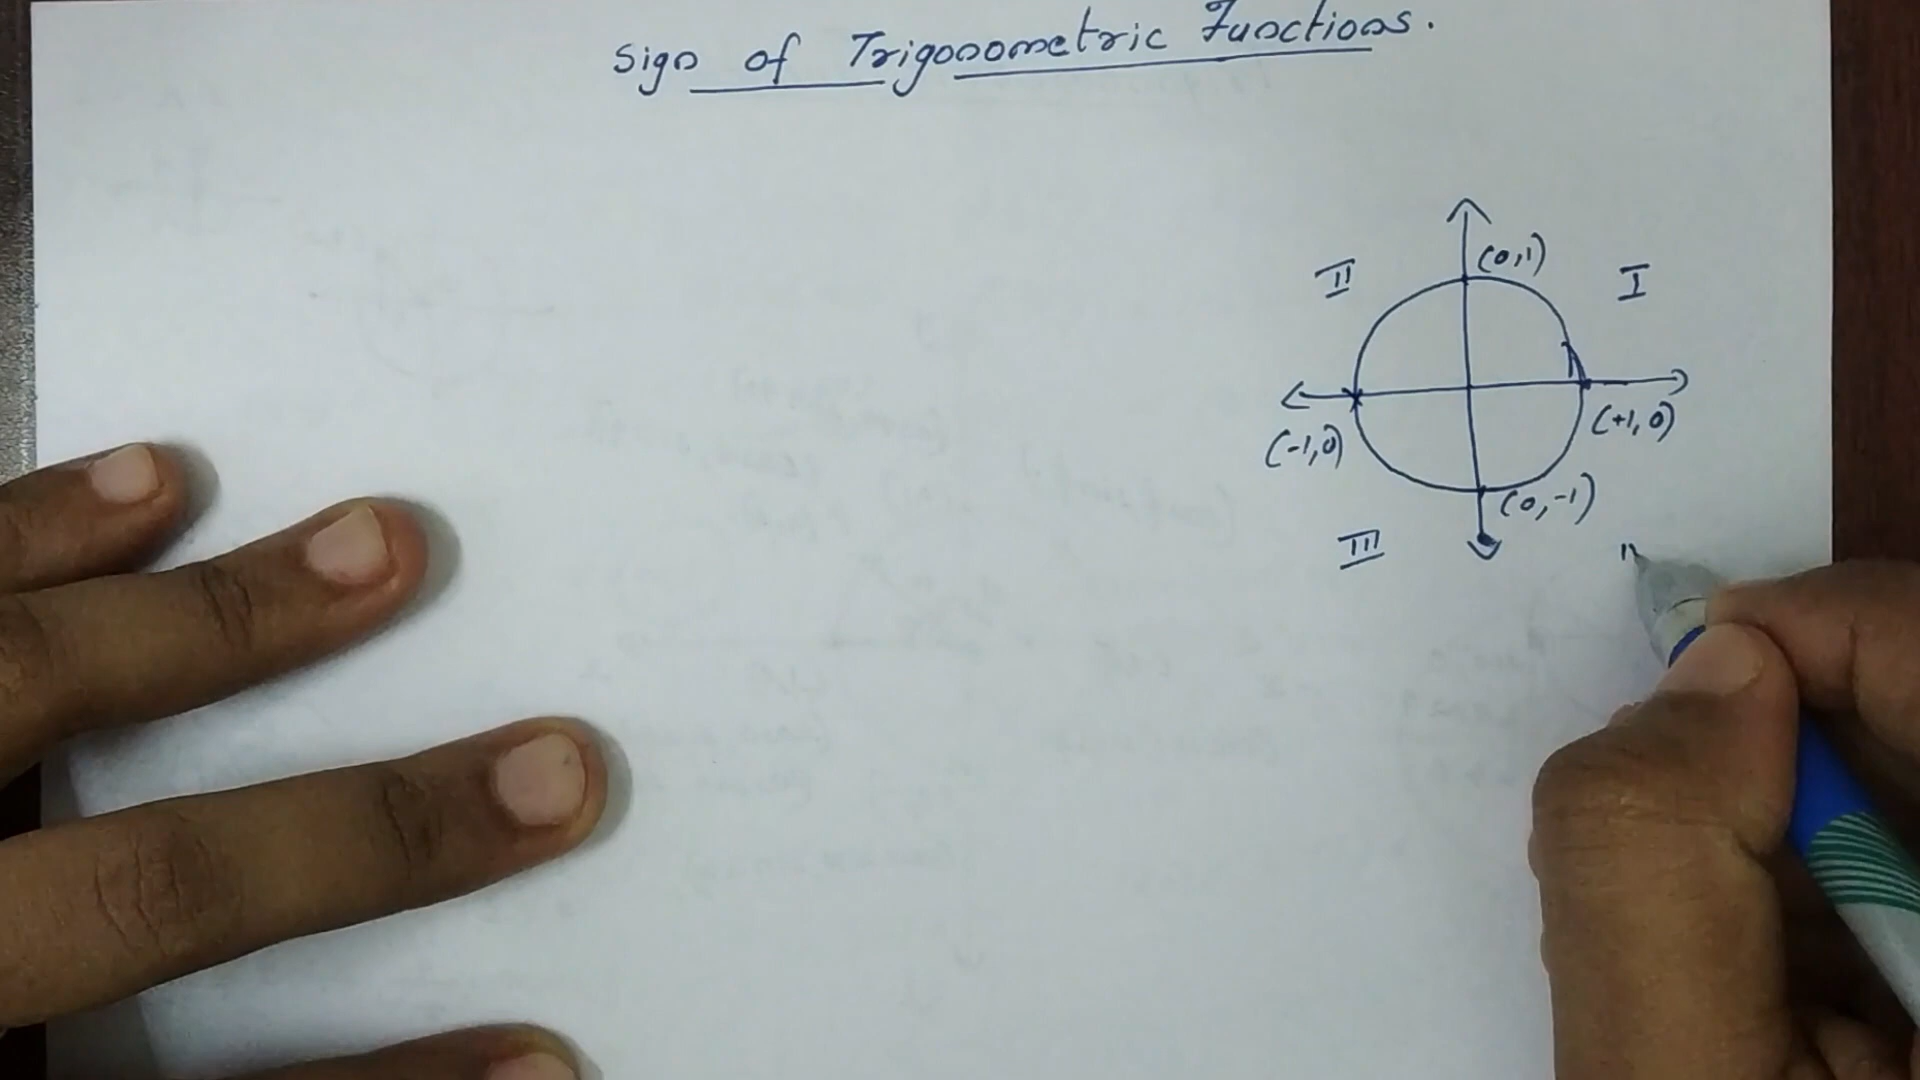 Sign of Trigonometric Functions.
(0,1)
II
I
(+1,0)
(-1,0)
(0,-1)
III